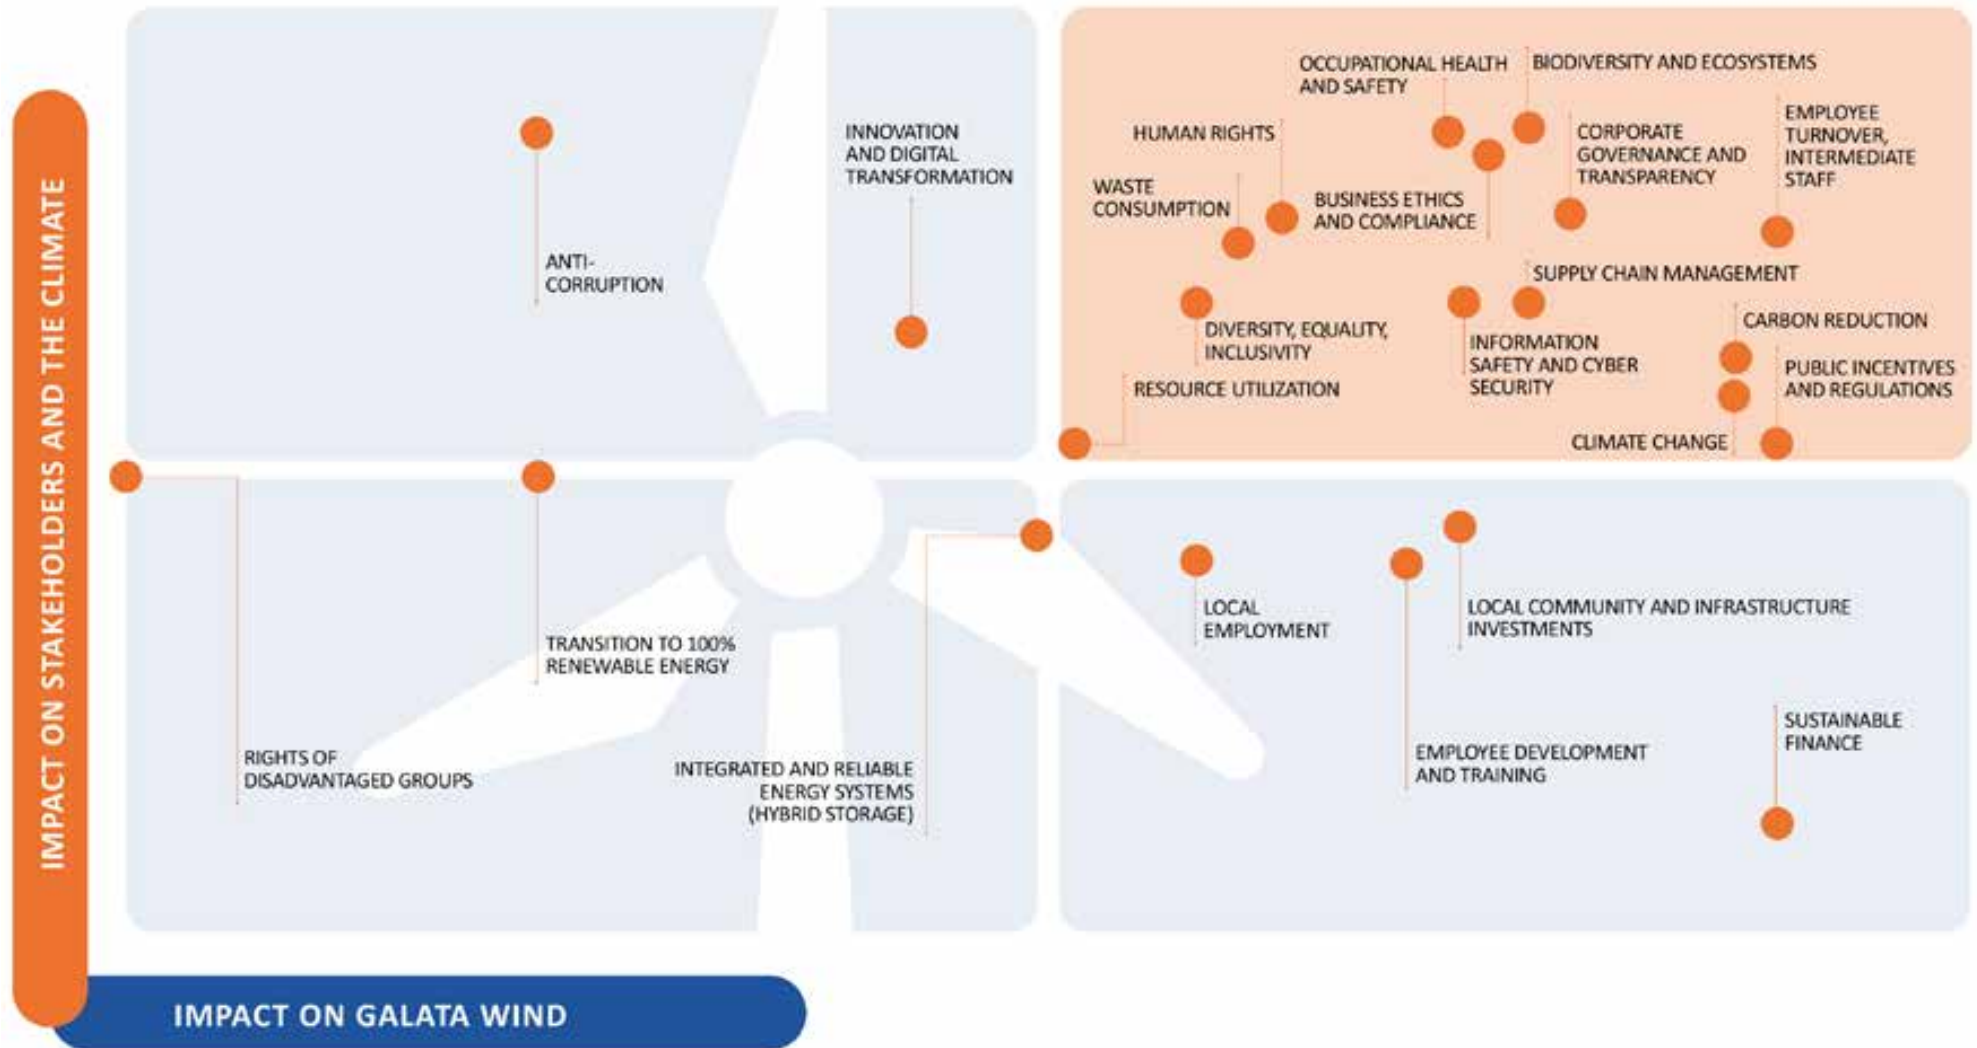 IMPACT ON STAKEHOLDERS AND THE CLIMATE
ANTI-
CORRUPTION
INNOVATION
AND DIGITAL
TRANSFORMATION
OCCUPATIONAL HEALTH
AND SAFETY
BIODIVERSITY AND ECOSYSTEMS
HUMAN RIGHTS
WASTE
CONSUMPTION
BUSINESS ETHICS
AND COMPLIANCE
CORPORATE
GOVERNANCE AND
TRANSPARENCY
EMPLOYEE
TURNOVER,
INTERMEDIATE
STAFF
SUPPLY CHAIN MANAGEMENT
DIVERSITY, EQUALITY,
INCLUSIVITY
INFORMATION
SAFETY AND CYBER
SECURITY
CARBON REDUCTION
PUBLIC INCENTIVES
AND REGULATIONS
RESOURCE UTILIZATION
CLIMATE CHANGE
RIGHTS OF
DISADVANTAGED GROUPS
TRANSITION TO 100%
RENEWABLE ENERGY
INTEGRATED AND RELIABLE
ENERGY SYSTEMS
(HYBRID STORAGE)
LOCAL
EMPLOYMENT
LOCAL COMMUNITY AND INFRASTRUCTURE
INVESTMENTS
EMPLOYEE DEVELOPMENT
AND TRAINING
SUSTAINABLE
FINANCE
IMPACT ON GALATA WIND